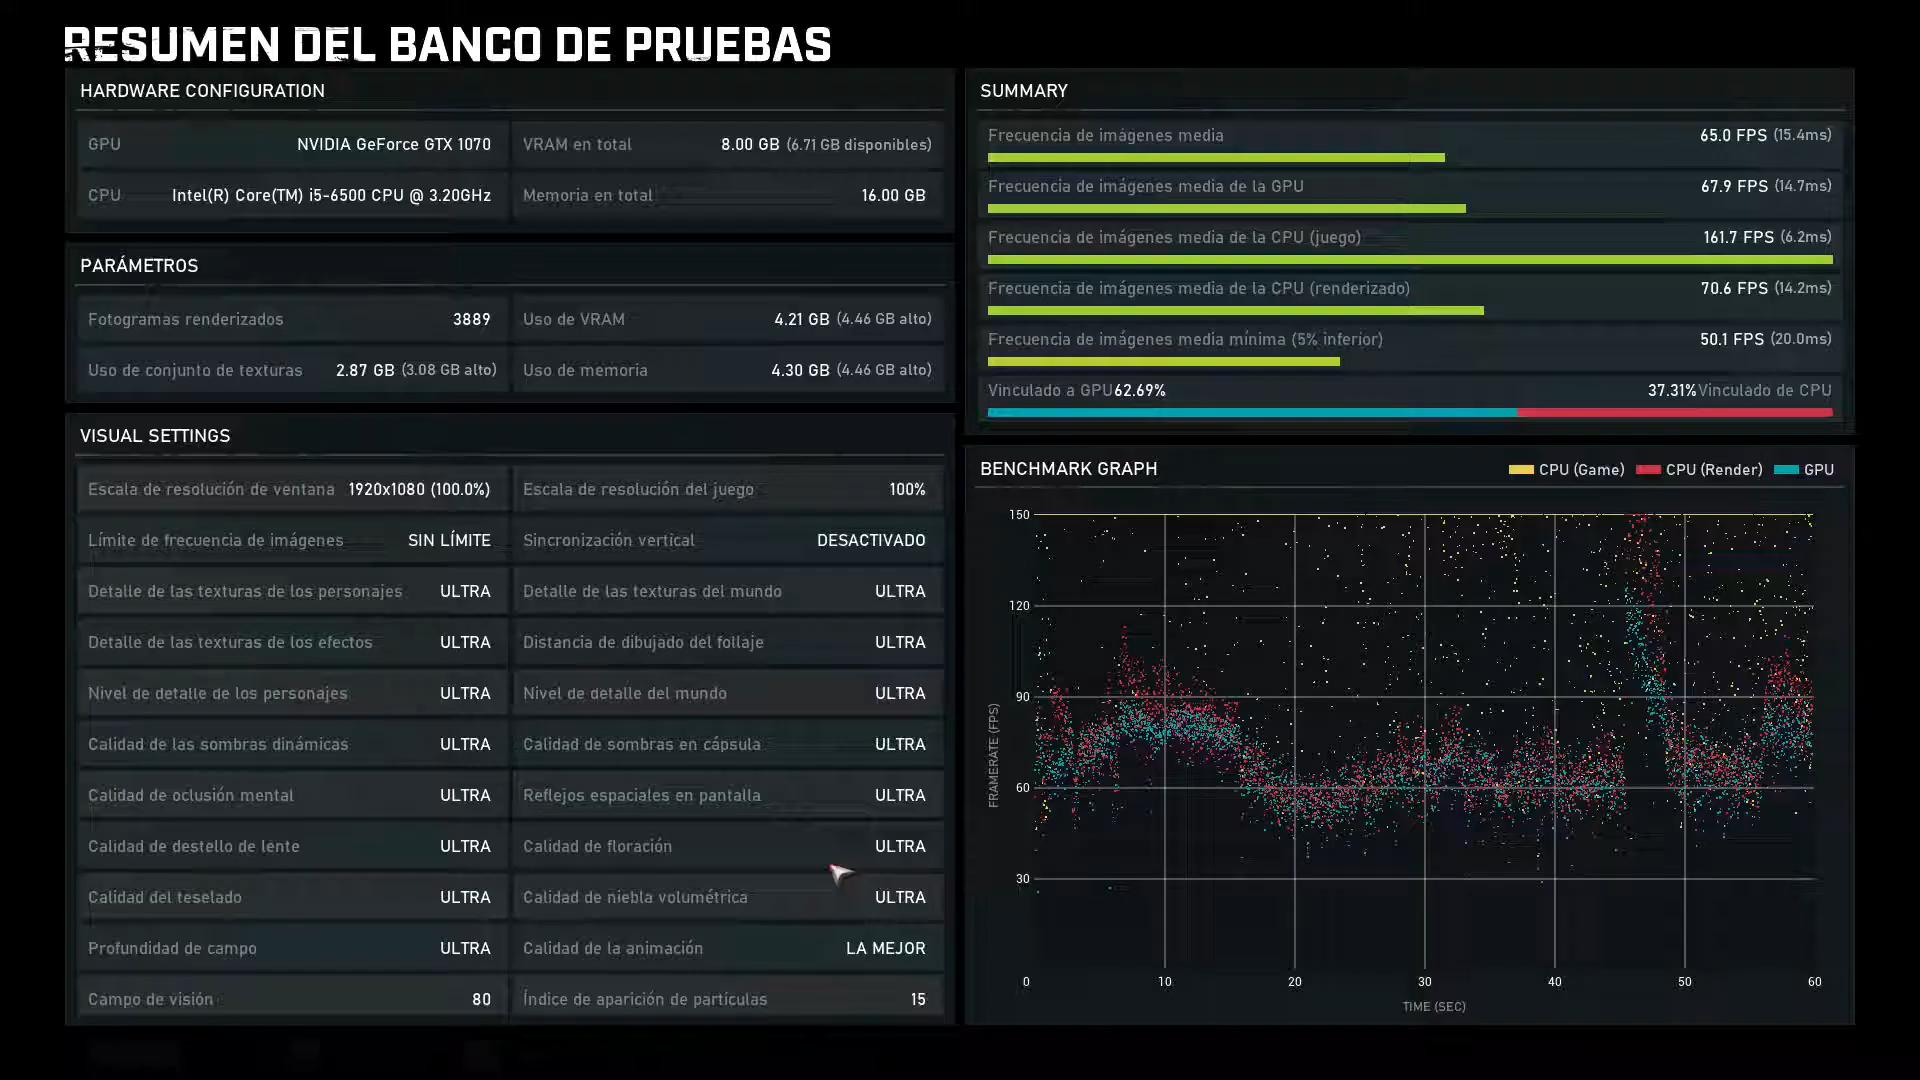 RESUMEN DEL BANCO DE PRUEBAS
HARDWARE CONFIGURATION
GPU NVIDIA GeForce GTX 1070 VRAM en total 8.00 GB (6.71 GB disponibles)
CPU Intel(R) Core(TM) i5-6500 CPU @ 3.20GHz Memoria en total 16.00 GB
PARÁMETROS
Fotogramas renderizados 3889 Uso de VRAM 4.21 GB (4.46 GB alto)
Uso de conjunto de texturas 2.87 GB (3.08 GB alto) Uso de memoria 4.30 GB (4.46 GB alto)
VISUAL SETTINGS
Escala de resolución de ventana 1920x1080 (100.0%) Escala de resolución del juego 100%
Límite de frecuencia de imágenes SIN LÍMITE Sincronización vertical DESACTIVADO
Detalle de las texturas de los personajes ULTRA Detalle de las texturas del mundo ULTRA
Detalle de las texturas de los efectos ULTRA Distancia de dibujado del follaje ULTRA
Nivel de detalle de los personajes ULTRA Nivel de detalle del mundo ULTRA
Calidad de las sombras dinámicas ULTRA Calidad de sombras en cápsula ULTRA
Calidad de oclusión mental ULTRA Reflejos espaciales en pantalla ULTRA
Calidad de destello de lente ULTRA Calidad de floración ULTRA
Calidad del teselado ULTRA Calidad de niebla volumétrica ULTRA
Profundidad de campo ULTRA Calidad de la animación LA MEJOR
Campo de visión 80 Índice de aparición de partículas 15
SUMMARY
Frecuencia de imágenes media 65.0 FPS (15.4ms)
Frecuencia de imágenes media de la GPU 67.9 FPS (14.7ms)
Frecuencia de imágenes media de la CPU (juego) 161.7 FPS (6.2ms)
Frecuencia de imágenes media de la CPU (renderizado) 70.6 FPS (14.2ms)
Frecuencia de imágenes media mínima (5% inferior) 50.1 FPS (20.0ms)
Vinculado a GPU 62.69% 37.31% Vinculado de CPU
BENCHMARK GRAPH CPU (Game) CPU (Render) GPU
150
120
90
60
30
FRAMERATE (FPS)
0 10 20 30 40 50 60
TIME (SEC)